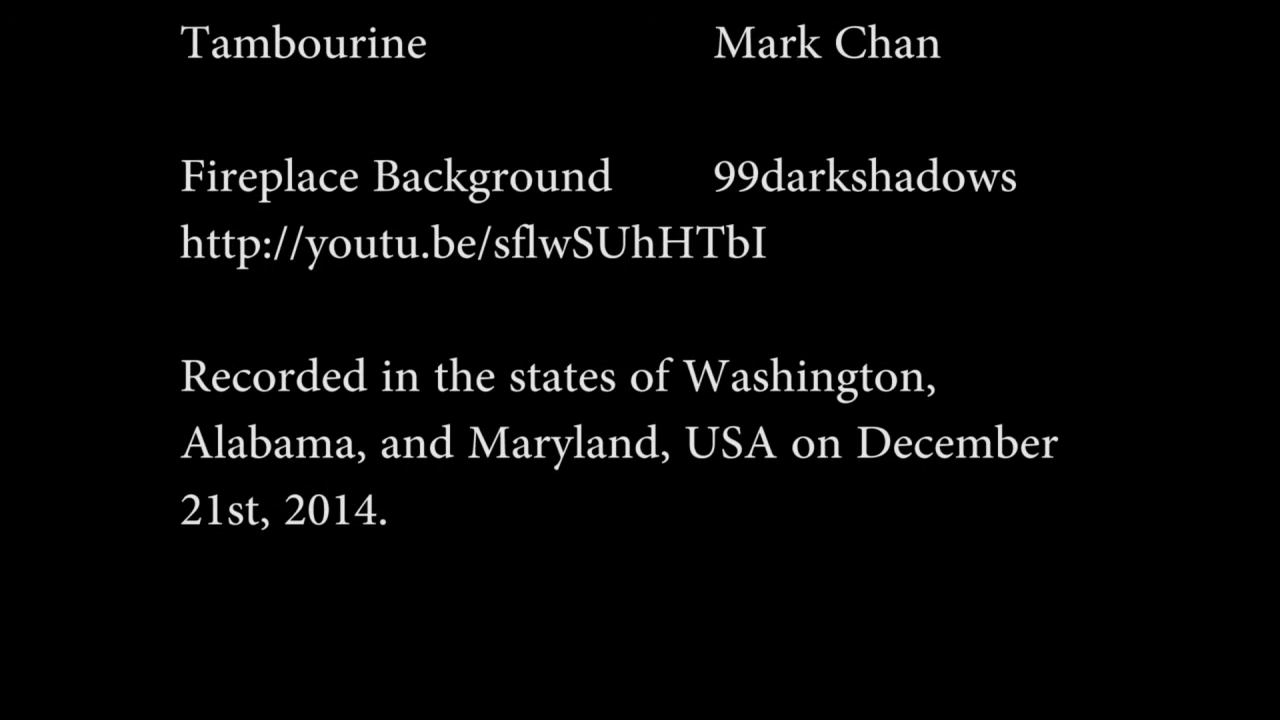 Tambourine Mark Chan
Fireplace Background 99darkshadows
http://youtu.be/sflwSUhHTbI
Recorded in the states of Washington,
Alabama, and Maryland, USA on December
21st, 2014.